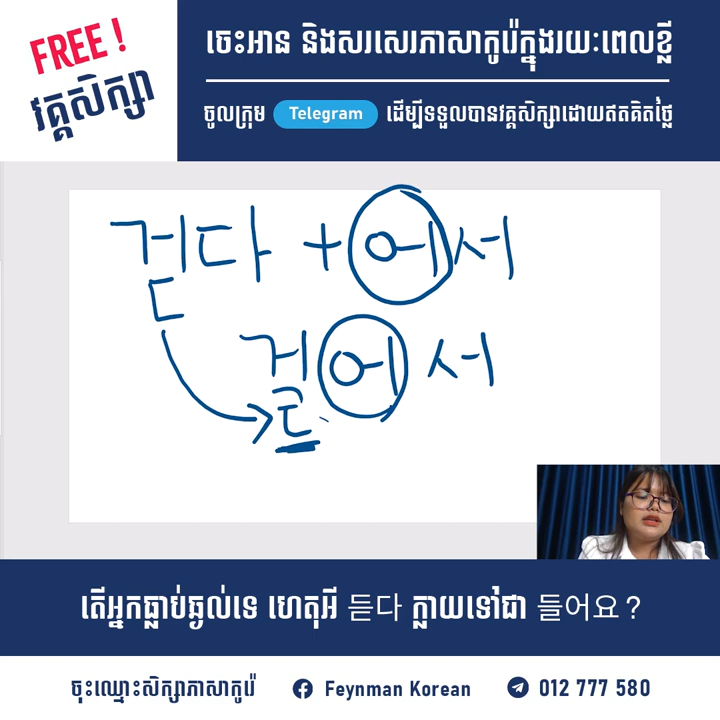 FREE !
វគ្គសិក្សា
ចេះអាន និងសរសេរភាសាកូរ៉េក្នុងរយៈពេលខ្លី
ចូលក្រុម Telegram ដើម្បីទទួលបានវគ្គសិក្សាដោយឥតគិតថ្លៃ
걷다 + 어서
걸어서
តើអ្នកធ្លាប់ឆ្ងល់ទេ ហេតុអី 듣다 ក្លាយទៅជា 들어요 ?
ចុះឈ្មោះសិក្សាភាសាកូរ៉េ Feynman Korean 012 777 580